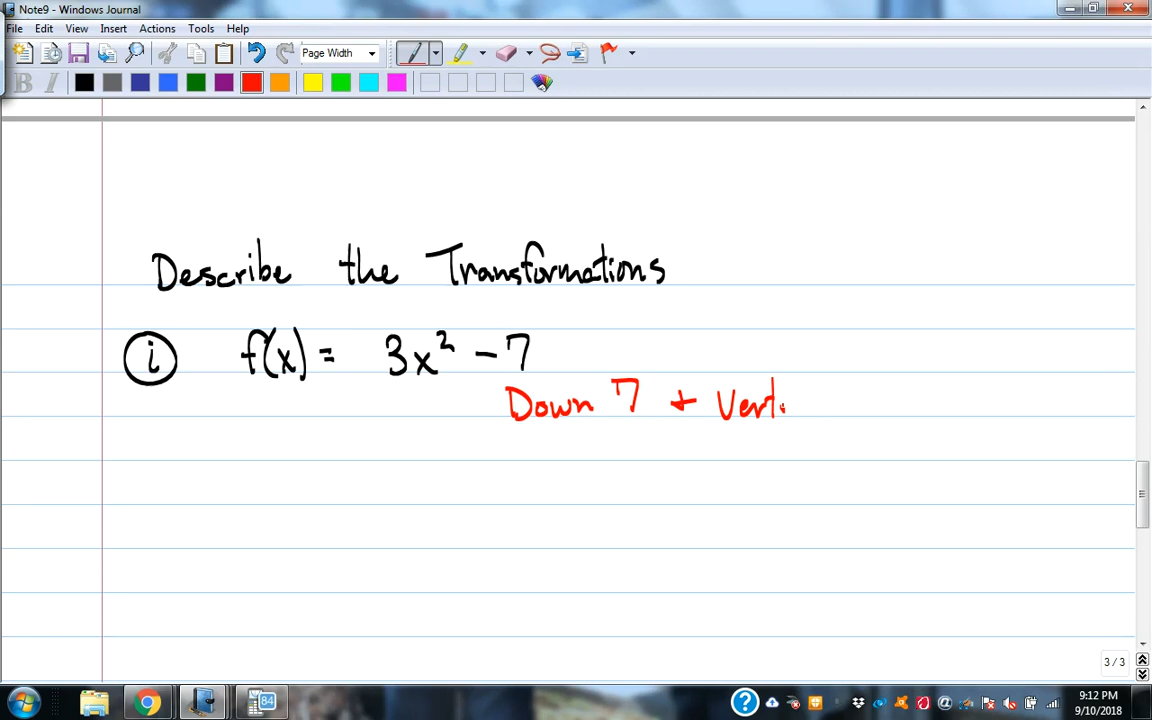 Note9 - Windows Journal
File Edit View Insert Actions Tools Help
Page Width
B I
Describe the Transformations
i f(x) = 3x² - 7
Down 7 + Vert.
3 / 3
84
9:12 PM
9/10/2018